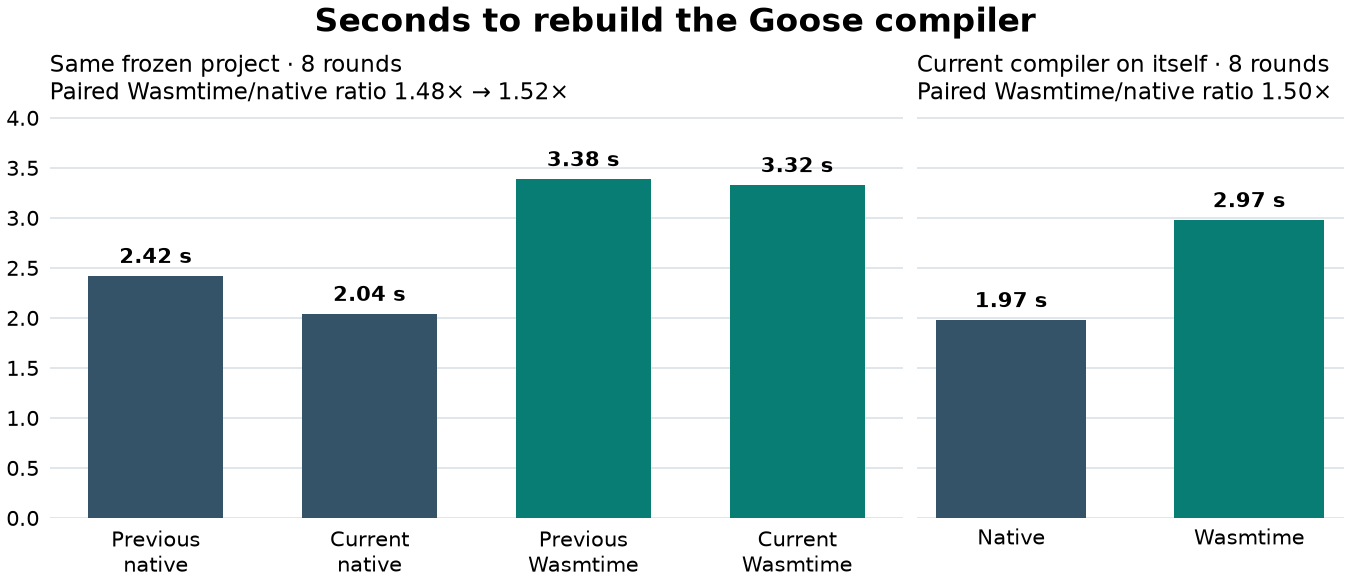 Seconds to rebuild the Goose compiler
Same frozen project · 8 rounds
Paired Wasmtime/native ratio 1.48× → 1.52×
4.0
3.5
3.0
2.5
2.0
1.5
1.0
0.5
0.0
2.42 s
2.04 s
3.38 s
3.32 s
Previous
native
Current
native
Previous
Wasmtime
Current
Wasmtime
Current compiler on itself · 8 rounds
Paired Wasmtime/native ratio 1.50×
1.97 s
2.97 s
Native
Wasmtime